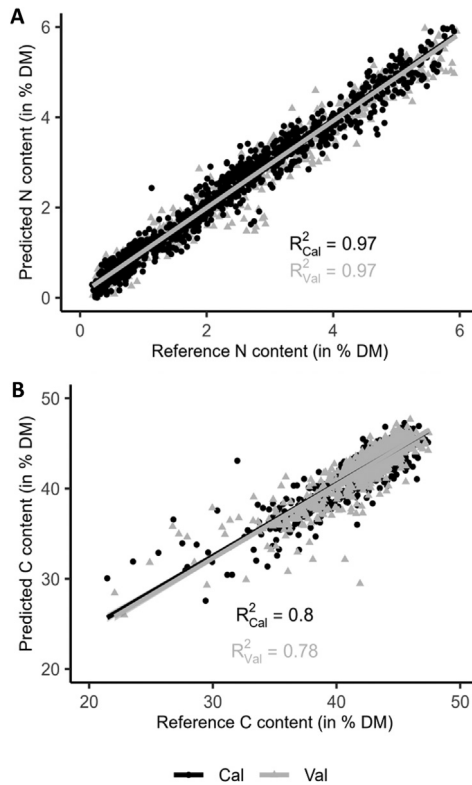 A
Predicted N content (in % DM)
6
4
2
0
R²Cal = 0.97
R²Val = 0.97
0 2 4 6
Reference N content (in % DM)
B
Predicted C content (in % DM)
50
40
30
20
R²Cal = 0.8
R²Val = 0.78
20 30 40 50
Reference C content (in % DM)
Cal Val